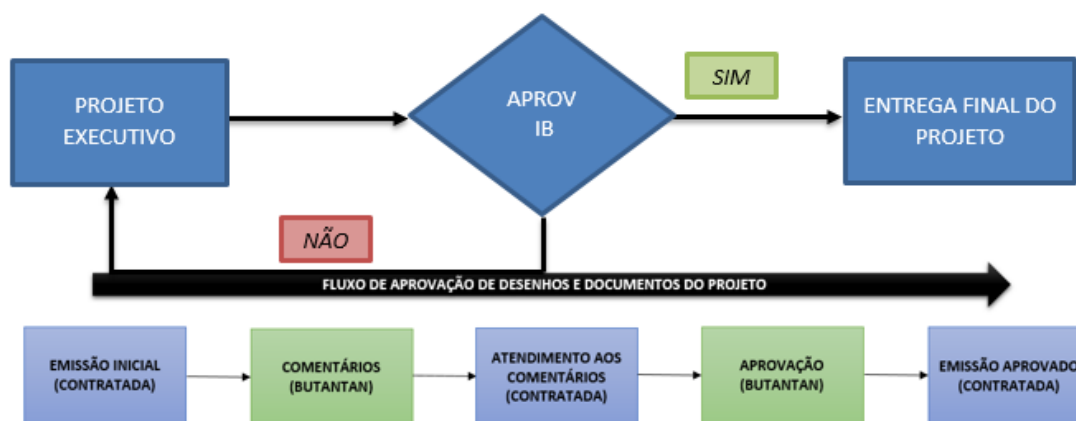 PROJETO
EXECUTIVO
APROV
IB
SIM
ENTREGA FINAL DO
PROJETO
NÃO
FLUXO DE APROVAÇÃO DE DESENHOS E DOCUMENTOS DO PROJETO
EMISSÃO INICIAL
(CONTRATADA)
COMENTÁRIOS
(BUTANTAN)
ATENDIMENTO AOS
COMENTÁRIOS
(CONTRATADA)
APROVAÇÃO
(BUTANTAN)
EMISSÃO APROVADO
(CONTRATADA)